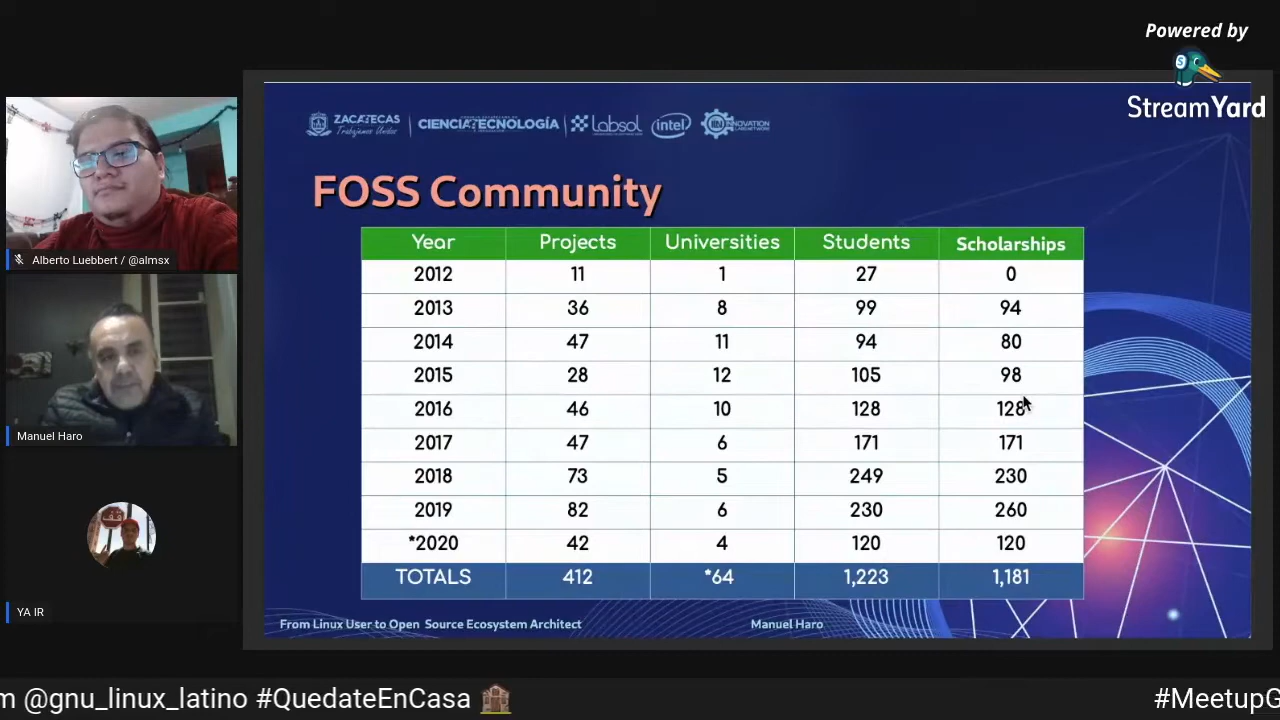 Powered by
StreamYard
ZACATECAS
Trabajemos Unidos
CIENCIA TECNOLOGÍA
Labsol
intel
INNOVATION
FOSS Community
Year Projects Universities Students Scholarships
2012 11 1 27 0
2013 36 8 99 94
2014 47 11 94 80
2015 28 12 105 98
2016 46 10 128 128
2017 47 6 171 171
2018 73 5 249 230
2019 82 6 230 260
*2020 42 4 120 120
TOTALS 412 *64 1,223 1,181
From Linux User to Open Source Ecosystem Architect
Manuel Haro
Alberto Luebbert / @almsx
Manuel Haro
YA IR
m @gnu_linux_latino #QuedateEnCasa
#MeetupG